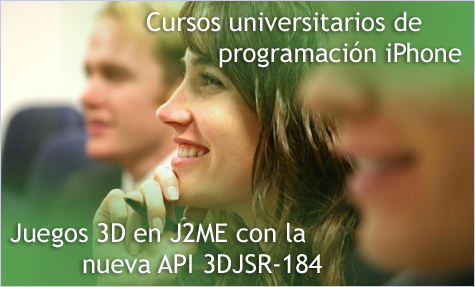 Cursos universitarios de
programación iPhone
Juegos 3D en J2ME con la
nueva API 3DJSR-184